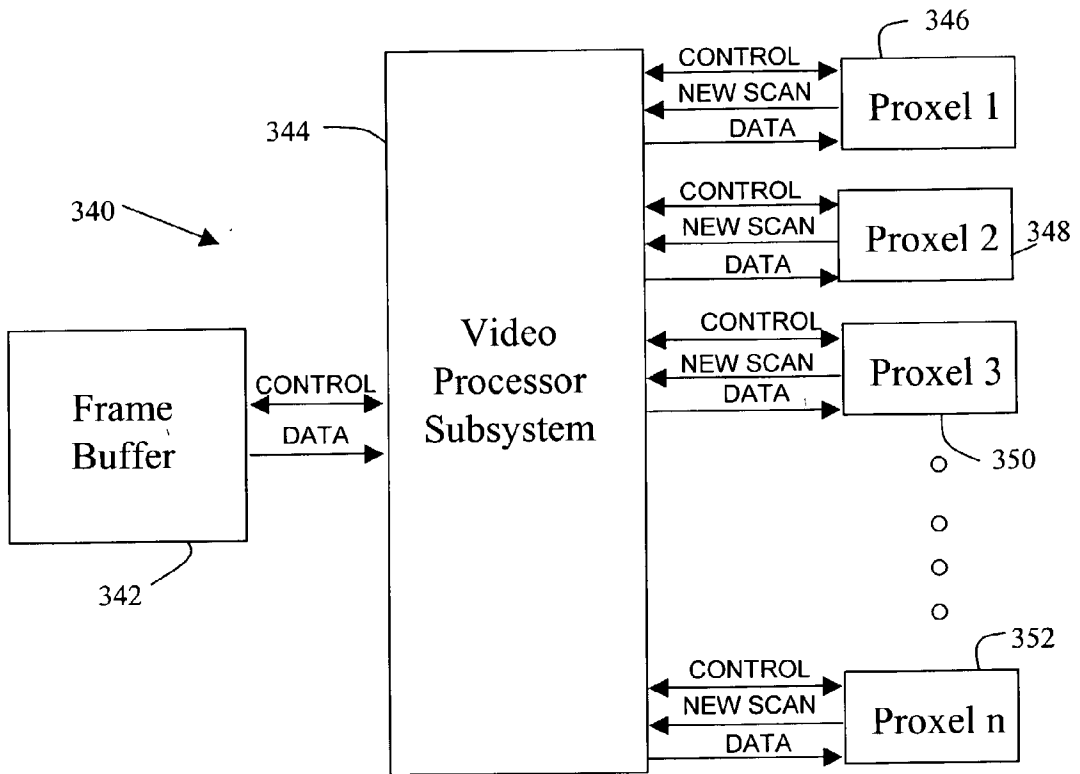 346
CONTROL
NEW SCAN
DATA
Proxel 1
344
340
CONTROL
NEW SCAN
DATA
Proxel 2
348
Video
Processor
Subsystem
CONTROL
NEW SCAN
DATA
Proxel 3
350
Frame
Buffer
CONTROL
DATA
342
352
CONTROL
NEW SCAN
DATA
Proxel n